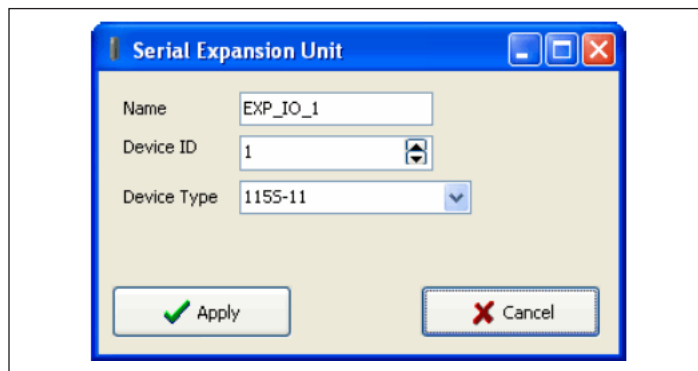 Serial Expansion Unit
Name EXP_IO_1
Device ID 1
Device Type 115S-11
Apply Cancel